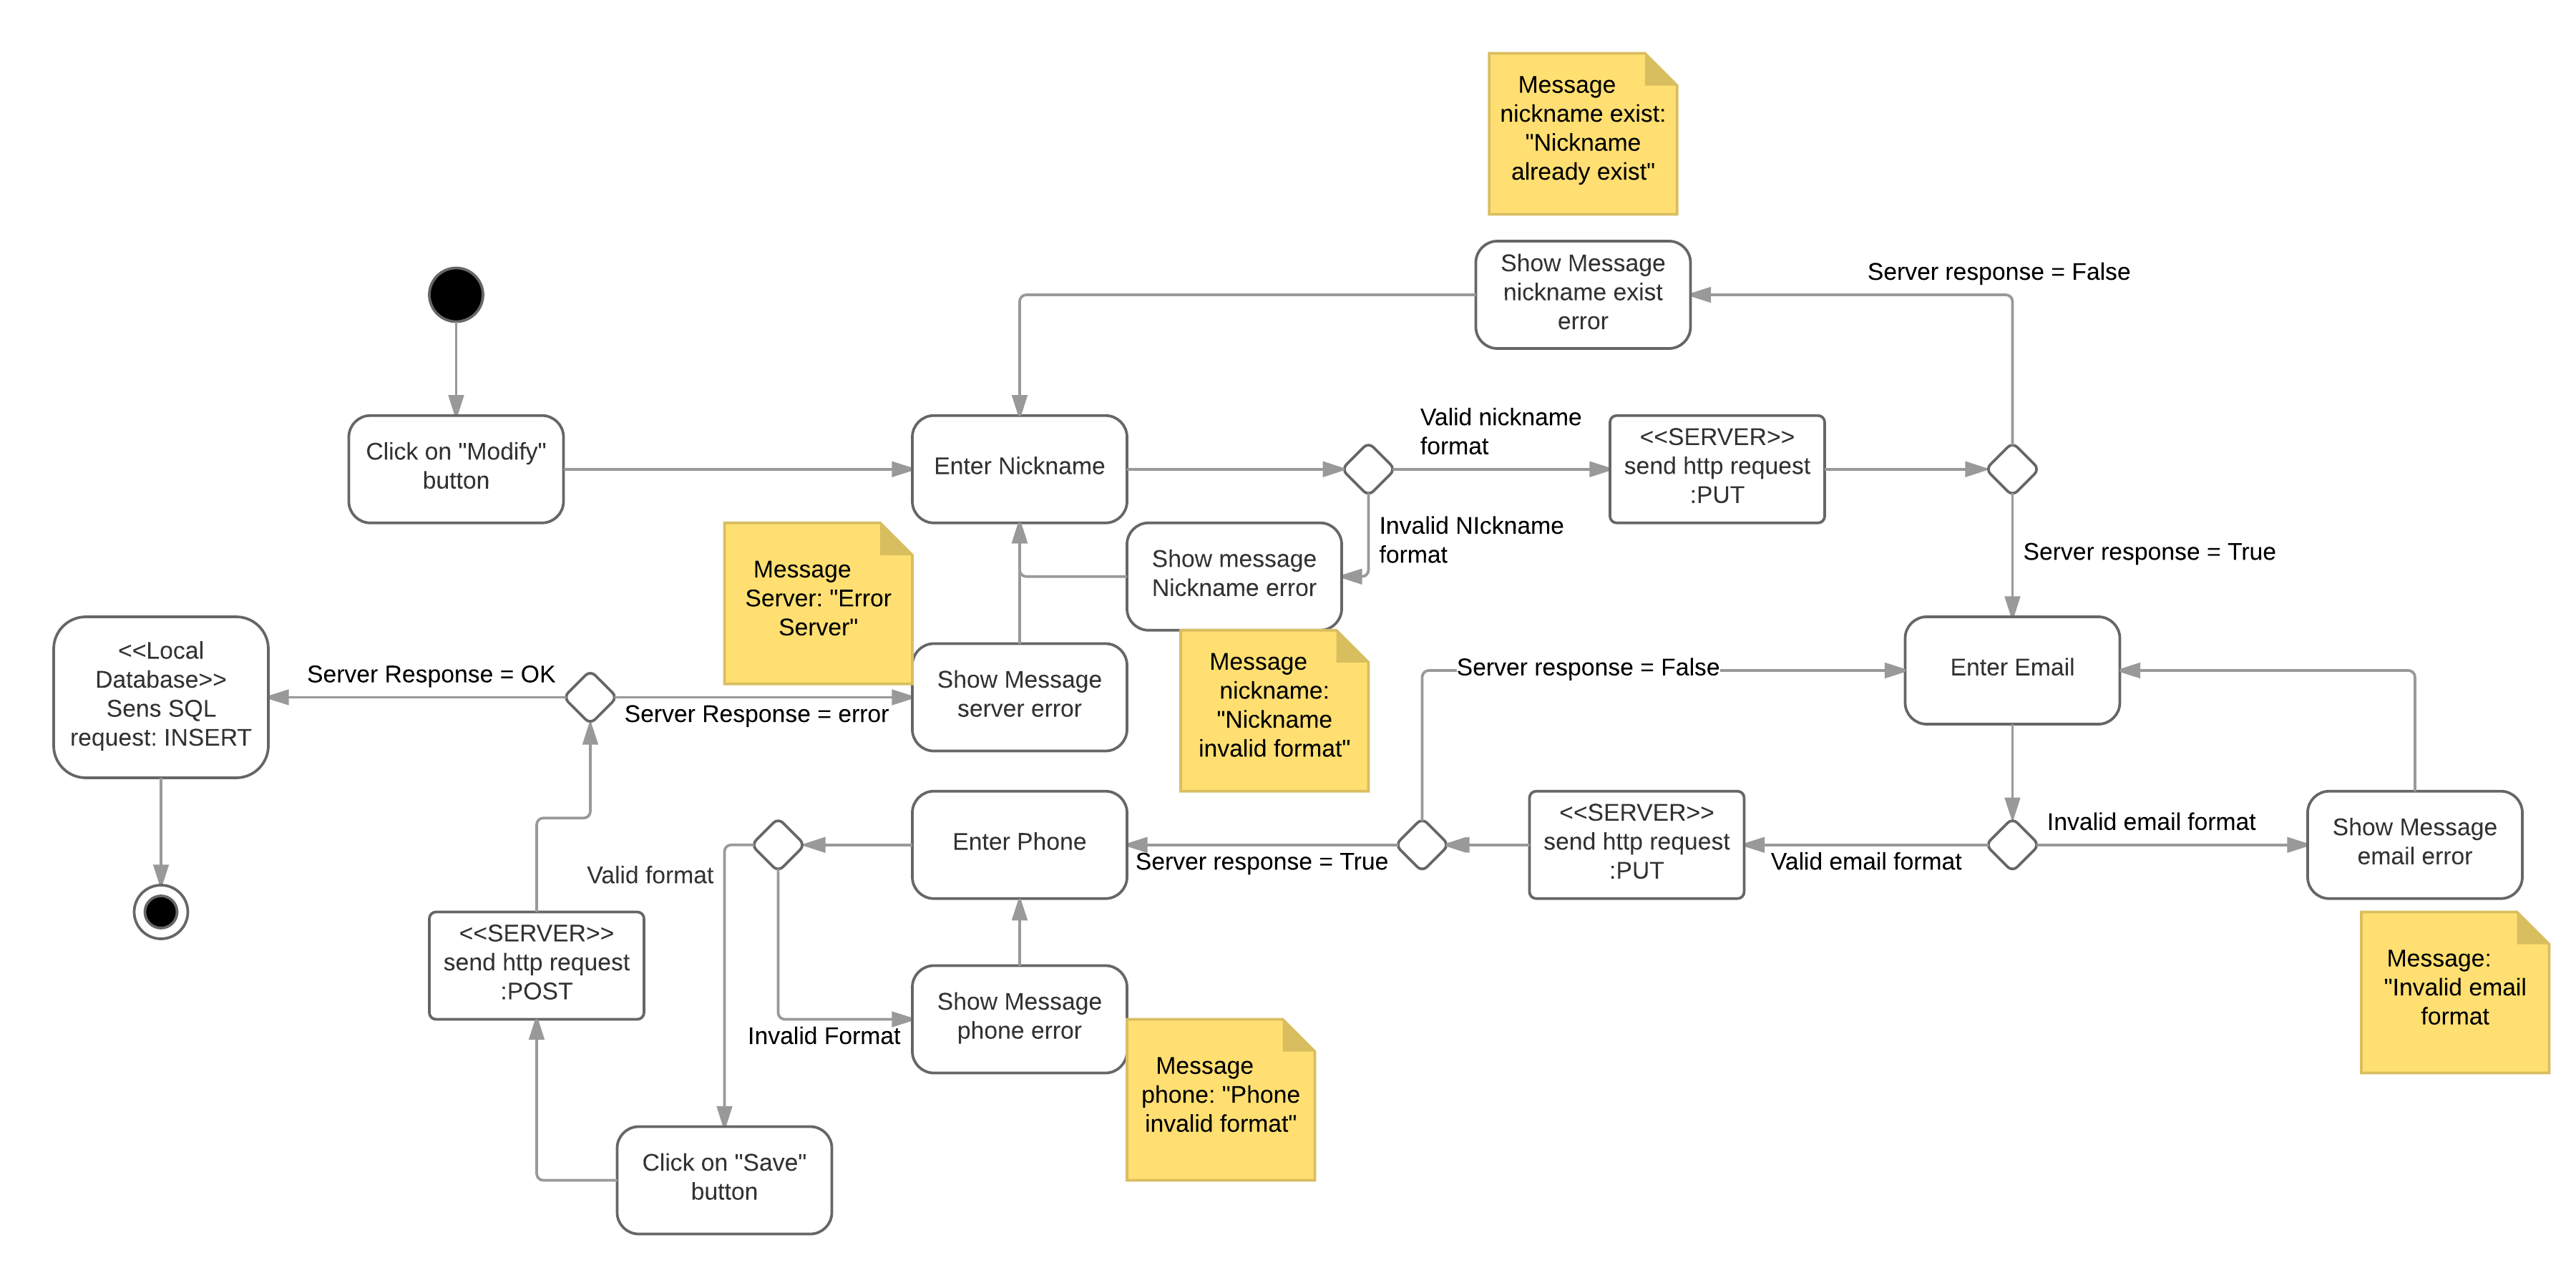 Message
nickname exist:
"Nickname
already exist"
Show Message
nickname exist
error
Server response = False
Click on "Modify"
button
Enter Nickname
Valid nickname
format
<<SERVER>>
send http request
:PUT
Invalid NIckname
format
Show message
Nickname error
Server response = True
Message
Server: "Error
Server"
<<Local
Database>>
Sens SQL
request: INSERT
Server Response = OK
Server Response = error
Show Message
server error
Message
nickname:
"Nickname
invalid format"
Server response = False
Enter Email
Enter Phone
Server response = True
<<SERVER>>
send http request
:PUT
Valid email format
Invalid email format
Show Message
email error
Valid format
<<SERVER>>
send http request
:POST
Invalid Format
Show Message
phone error
Message
phone: "Phone
invalid format"
Message:
"Invalid email
format
Click on "Save"
button